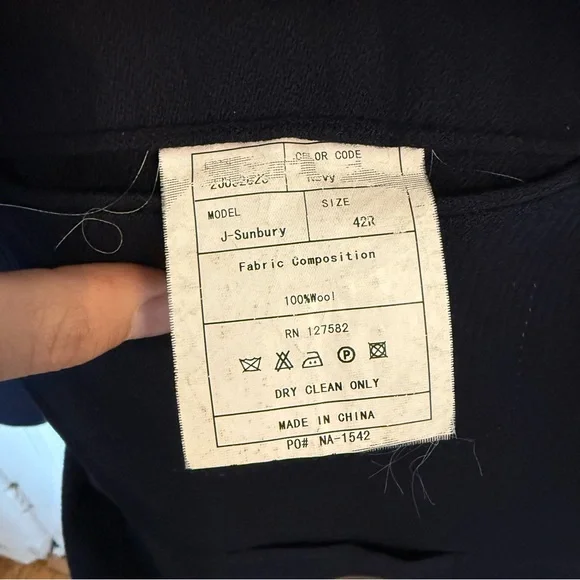 COLOR CODE
Navy
MODEL
SIZE
J-Sunbury
42R
Fabric Composition
100%Wool
RN 127582
DRY CLEAN ONLY
MADE IN CHINA
PO# NA-1542